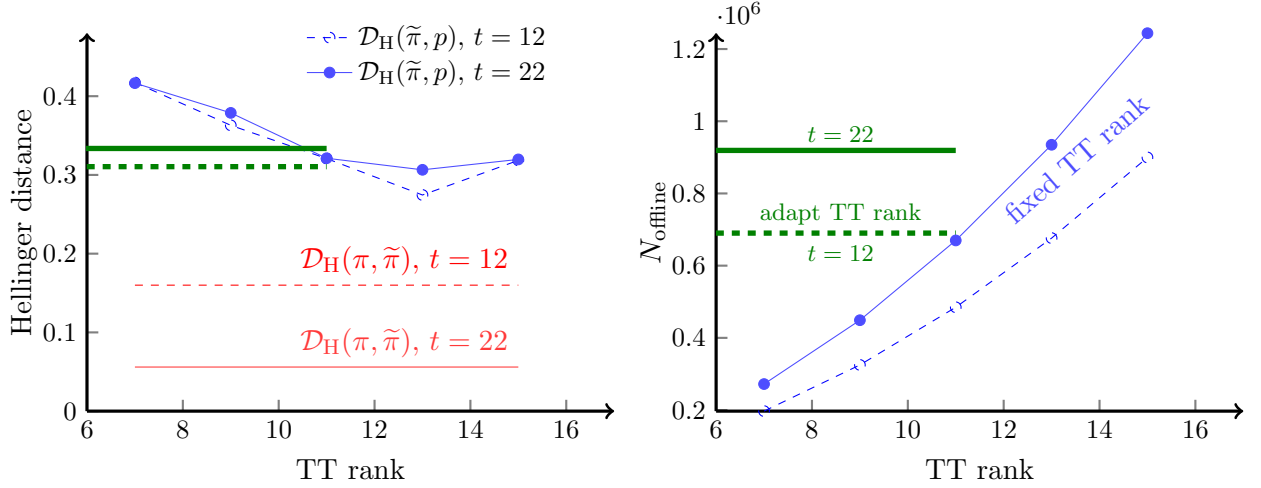 𝒟_H(π̃, p), t = 12
𝒟_H(π̃, p), t = 22
Hellinger distance
0.4
0.3
0.2
0.1
0
𝒟_H(π, π̃), t = 12
𝒟_H(π, π̃), t = 22
6 8 10 12 14 16
TT rank
·10⁶
N_offline
1.2
1
0.8
0.6
0.4
0.2
t = 22
adapt TT rank
t = 12
fixed TT rank
6 8 10 12 14 16
TT rank